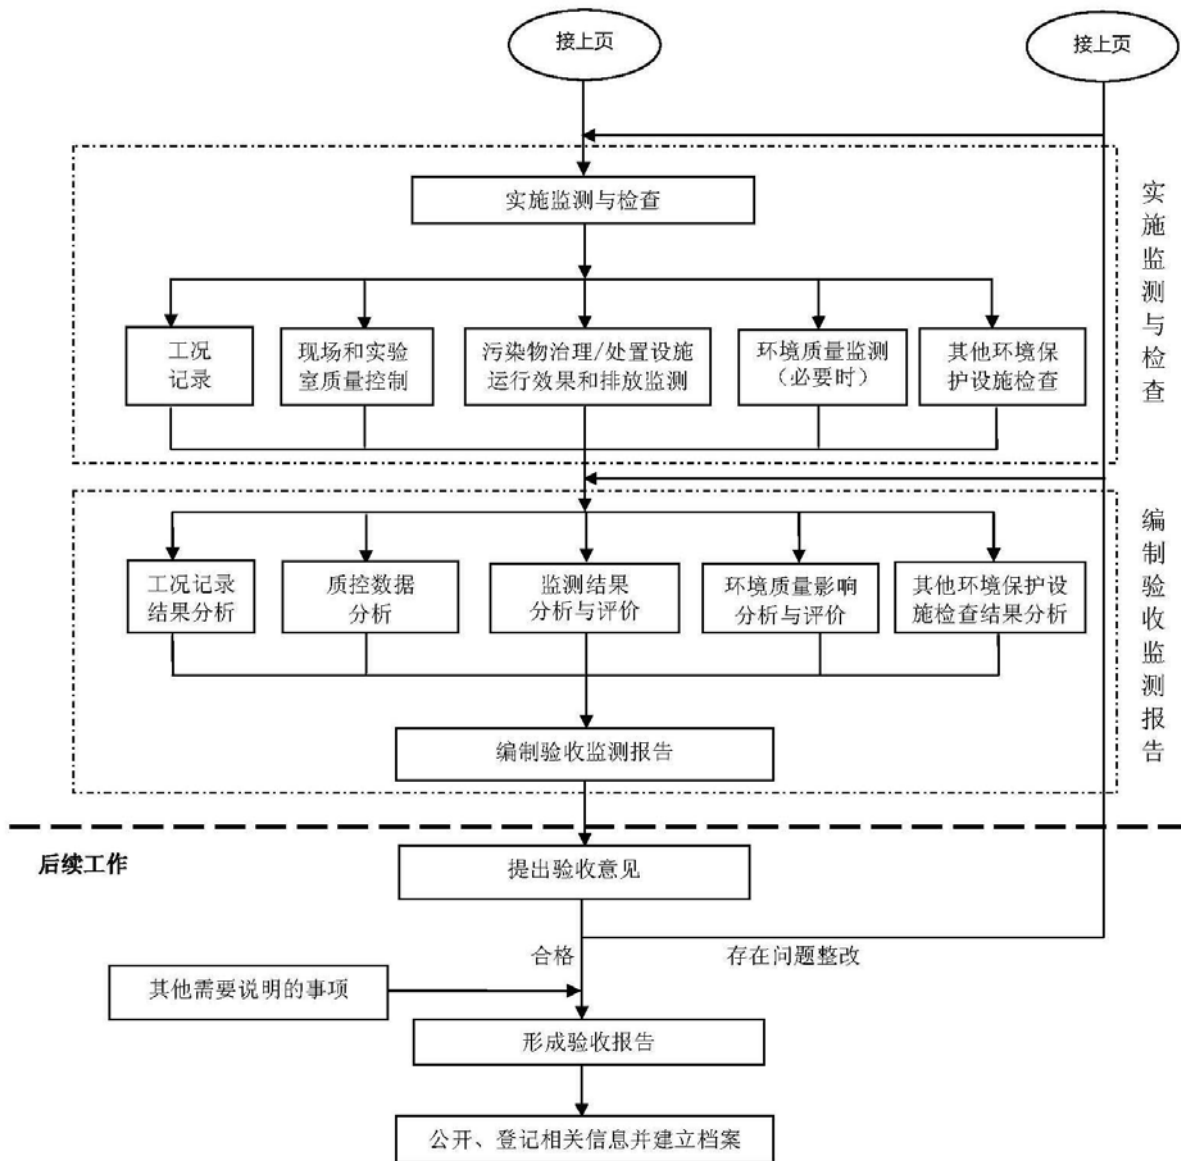 接上页
接上页
实施监测与检查
实施监测与检查
工况
记录
现场和实验
室质量控制
污染物治理/处置设施
运行效果和排放监测
环境质量监测
（必要时）
其他环境保
护设施检查
编制验收监测报告
工况记录
结果分析
质控数据
分析
监测结果
分析与评价
环境质量影响
分析与评价
其他环境保护设
施检查结果分析
编制验收监测报告
后续工作
提出验收意见
合格
存在问题整改
其他需要说明的事项
形成验收报告
公开、登记相关信息并建立档案